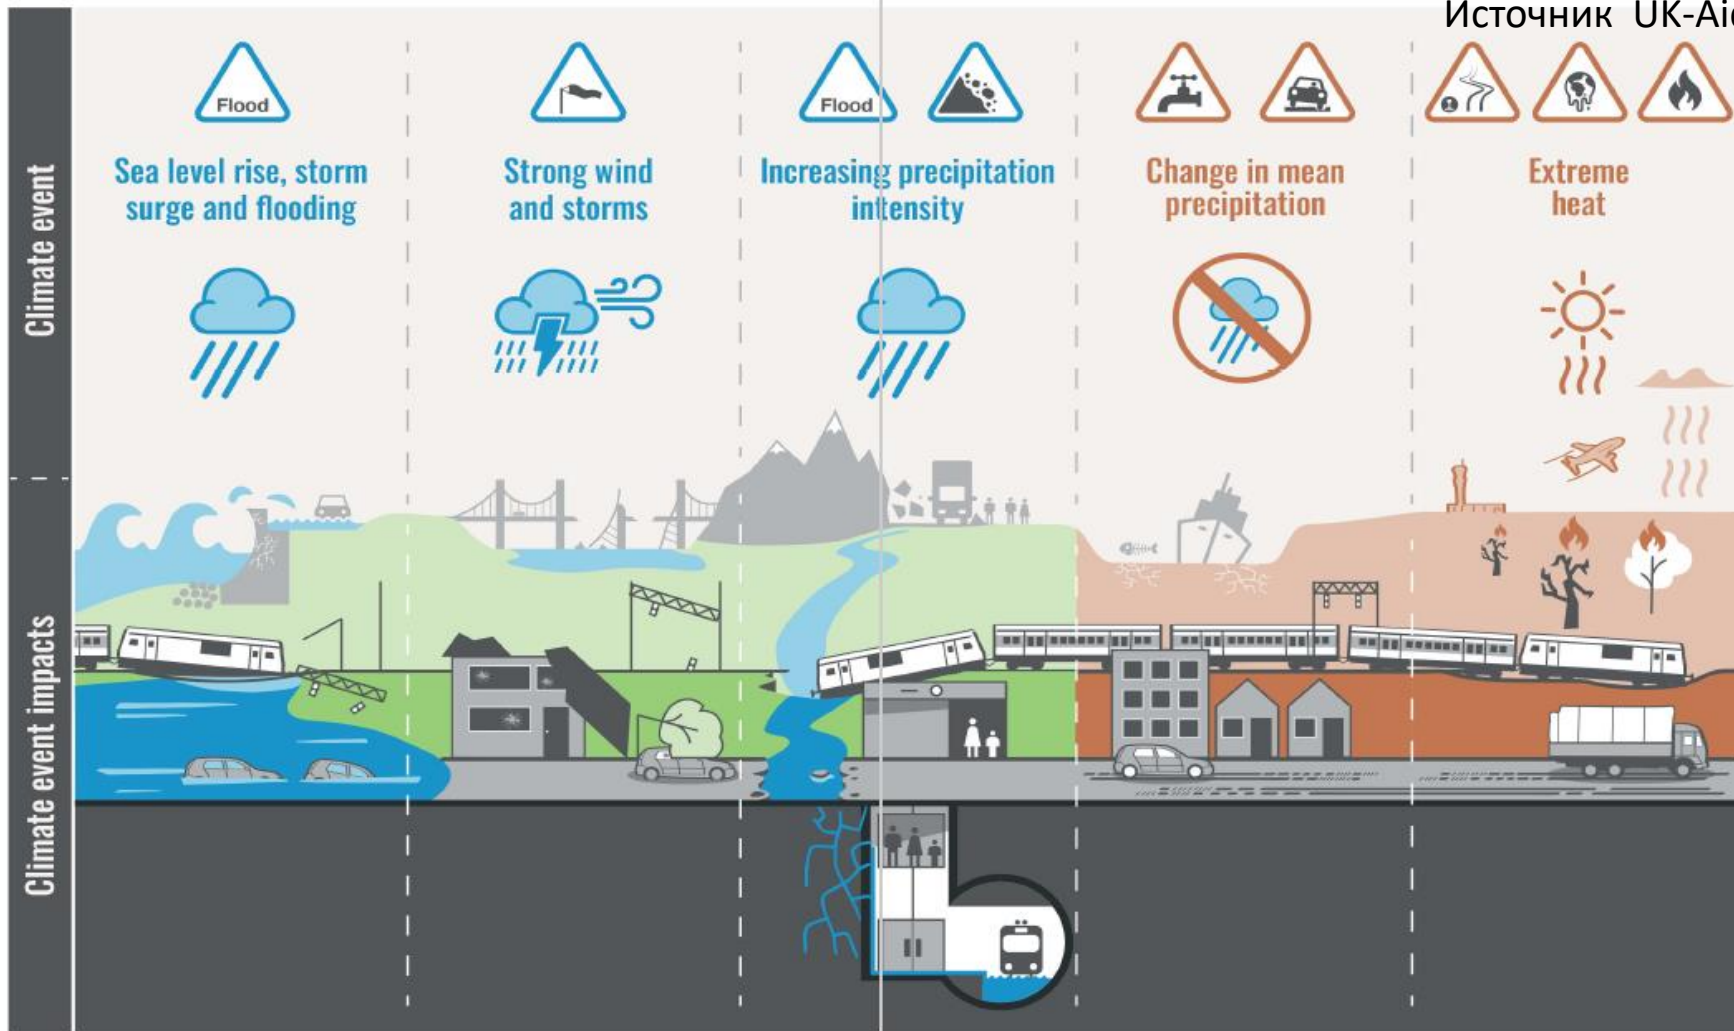 Источник UK-Aid
Climate event
Flood
Flood
Sea level rise, storm
surge and flooding
Strong wind
and storms
Increasing precipitation
intensity
Change in mean
precipitation
Extreme
heat
Climate event impacts